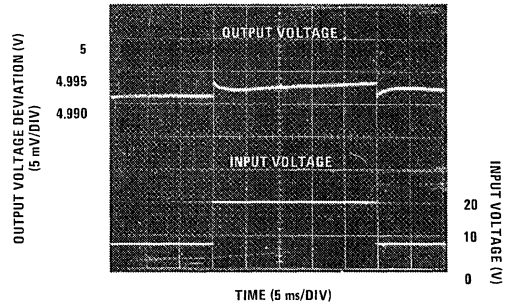 OUTPUT VOLTAGE
5
4.995
4.990
OUTPUT VOLTAGE DEVIATION (V)
(5 mV/DIV)
INPUT VOLTAGE
20
10
0
INPUT VOLTAGE (V)
TIME (5 ms/DIV)